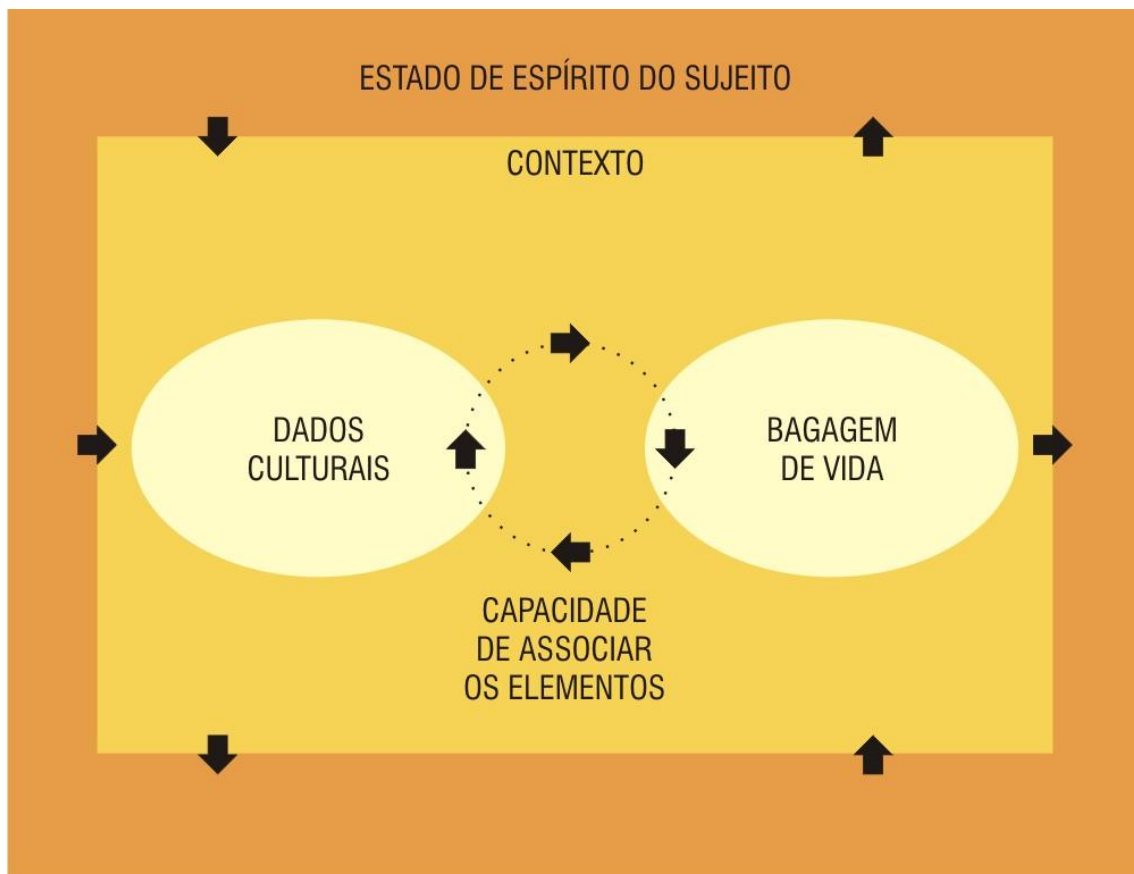 ESTADO DE ESPÍRITO DO SUJEITO
CONTEXTO
DADOS
CULTURAIS
BAGAGEM
DE VIDA
CAPACIDADE
DE ASSOCIAR
OS ELEMENTOS